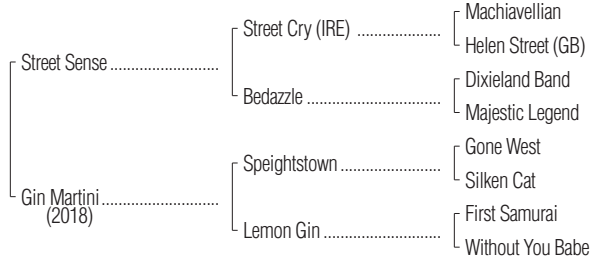 Machiavellian
Street Cry (IRE) ....................
Helen Street (GB)
Street Sense ..........................
Dixieland Band
Bedazzle ................................
Majestic Legend
Gone West
Speightstown ........................
Silken Cat
Gin Martini ............................
(2018)
First Samurai
Lemon Gin ............................
Without You Babe